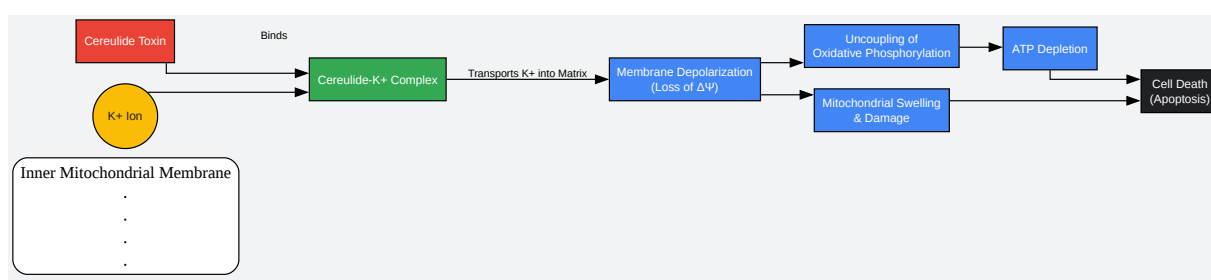 Cereulide Toxin
Binds
K+ Ion
Cereulide-K+ Complex
Transports K+ into Matrix
Membrane Depolarization
(Loss of ΔΨ)
Uncoupling of
Oxidative Phosphorylation
ATP Depletion
Mitochondrial Swelling
& Damage
Cell Death
(Apoptosis)
Inner Mitochondrial Membrane
.
.
.
.